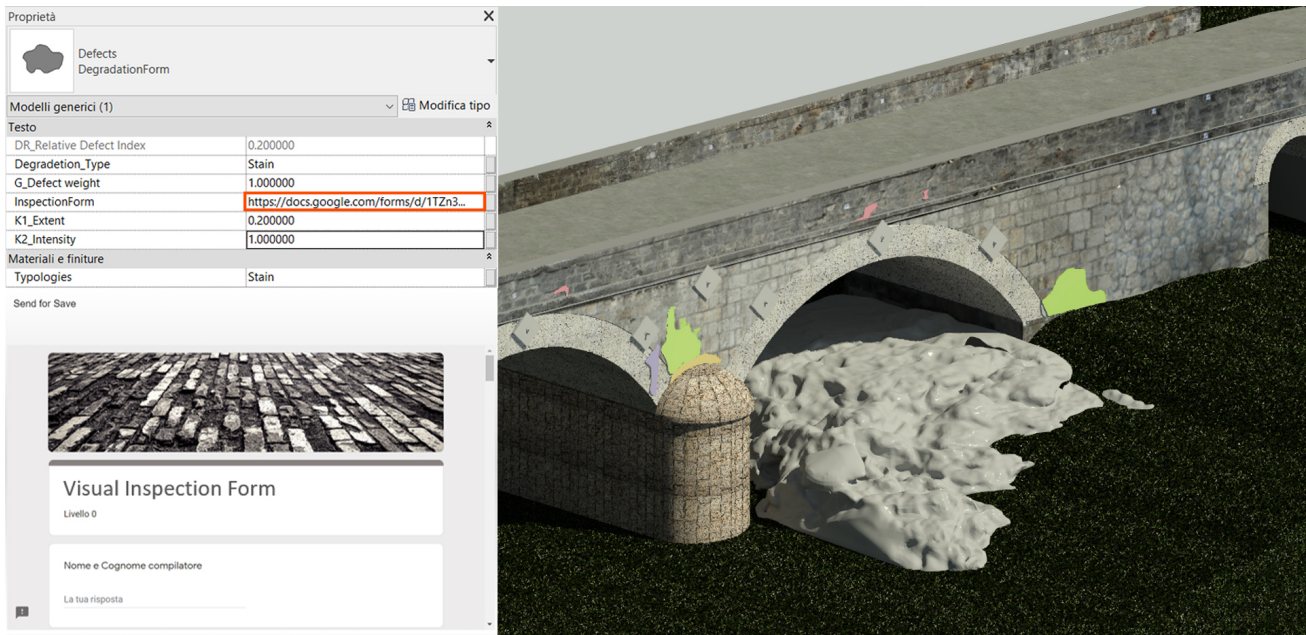 Proprietà
Defects
DegradationForm
Modelli generici (1)
Modifica tipo
Testo
DR_Relative Defect Index 0.200000
Degradetion_Type Stain
G_Defect weight 1.000000
InspectionForm https://docs.google.com/forms/d/1TZn3...
K1_Extent 0.200000
K2_Intensity 1.000000
Materiali e finiture
Typologies Stain
Send for Save
Visual Inspection Form
Livello 0
Nome e Cognome compilatore
La tua risposta